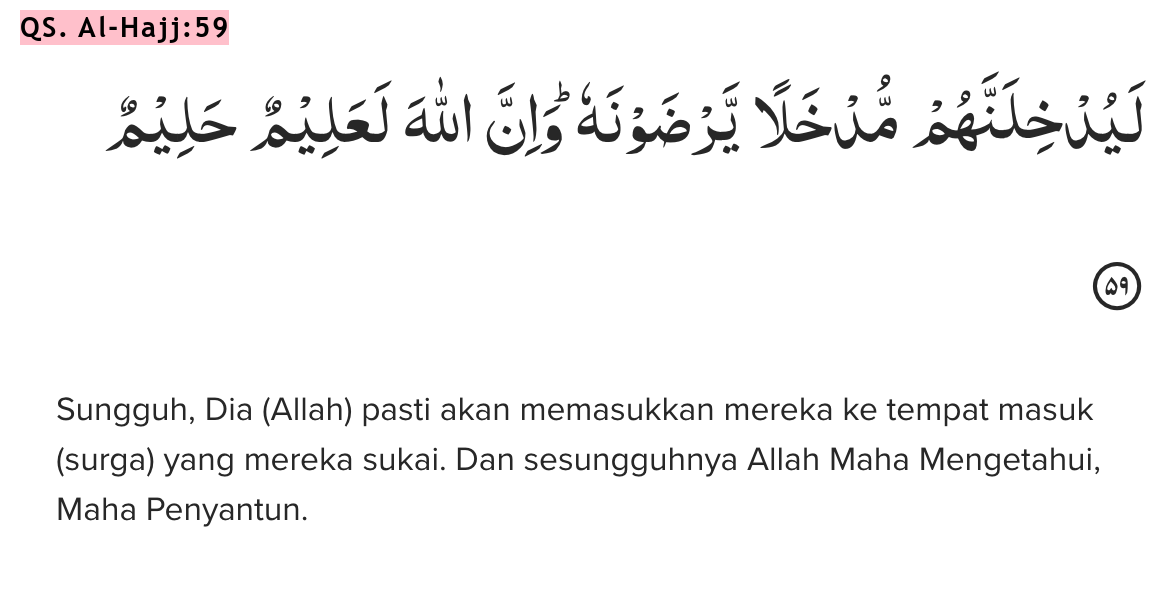 QS. Al-Hajj:59
لَيُدْخِلَنَّهُمْ مُّدْخَلًا يَّرْضَوْنَهٗۗ وَاِنَّ اللّٰهَ لَعَلِيْمٌ حَلِيْمٌ
٥٩
Sungguh, Dia (Allah) pasti akan memasukkan mereka ke tempat masuk
(surga) yang mereka sukai. Dan sesungguhnya Allah Maha Mengetahui,
Maha Penyantun.